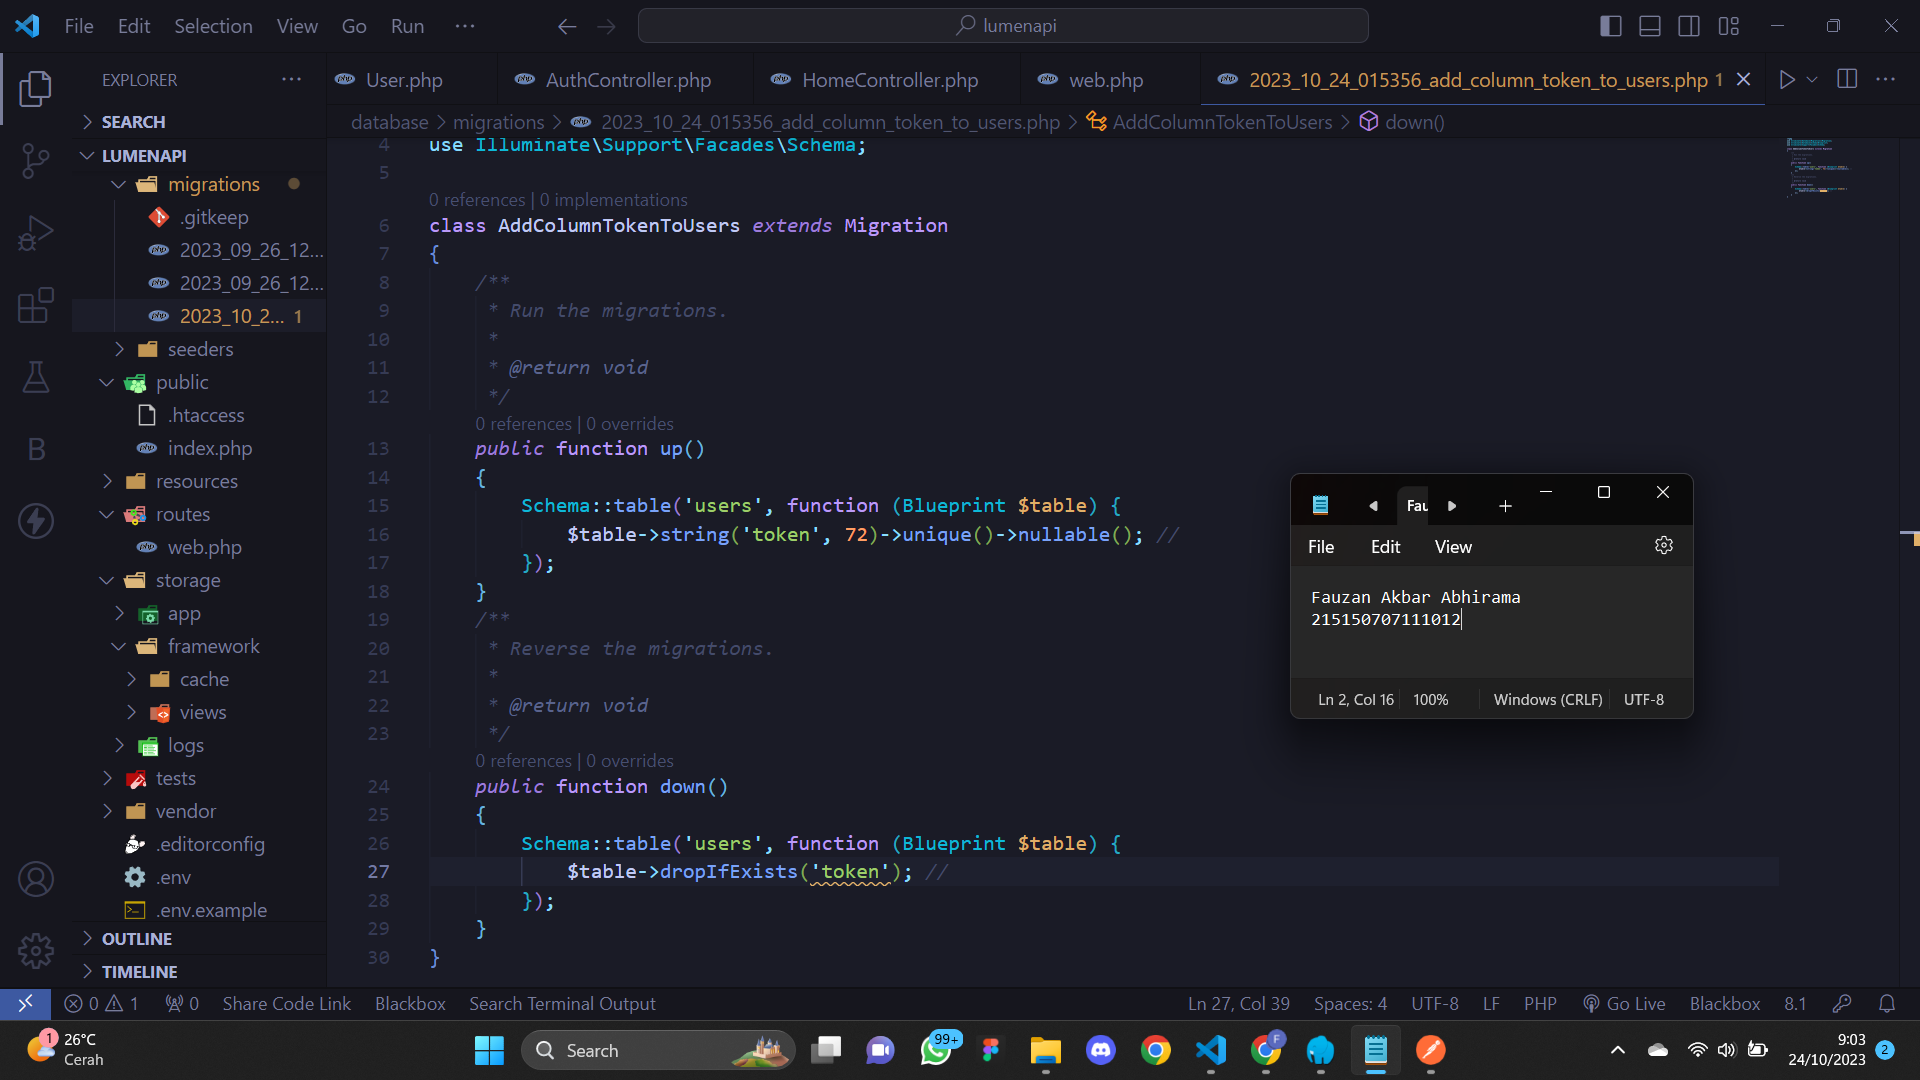 File Edit Selection View Go Run ··· lumenapi
EXPLORER ···
SEARCH
LUMENAPI
migrations
.gitkeep
2023_09_26_12...
2023_09_26_12...
2023_10_2... 1
seeders
public
.htaccess
index.php
resources
routes
web.php
storage
app
framework
cache
views
logs
tests
vendor
.editorconfig
.env
.env.example
OUTLINE
TIMELINE
User.php AuthController.php HomeController.php web.php 2023_10_24_015356_add_column_token_to_users.php 1
database > migrations > 2023_10_24_015356_add_column_token_to_users.php > AddColumnTokenToUsers > down()
4 use Illuminate\Support\Facades\Schema;
5
0 references | 0 implementations
6 class AddColumnTokenToUsers extends Migration
7 {
8 /**
9 * Run the migrations.
10 *
11 * @return void
12 */
0 references | 0 overrides
13 public function up()
14 {
15 Schema::table('users', function (Blueprint $table) {
16 $table->string('token', 72)->unique()->nullable(); //
17 });
18 }
19 /**
20 * Reverse the migrations.
21 *
22 * @return void
23 */
0 references | 0 overrides
24 public function down()
25 {
26 Schema::table('users', function (Blueprint $table) {
27 $table->dropIfExists('token'); //
28 });
29 }
30 }
Fau
File Edit View
Fauzan Akbar Abhirama
215150707111012
Ln 2, Col 16 100% Windows (CRLF) UTF-8
0 1 0 Share Code Link Blackbox Search Terminal Output Ln 27, Col 39 Spaces: 4 UTF-8 LF PHP Go Live Blackbox 8.1
1 26°C
Cerah
Search
99+
F
9:03
24/10/2023
2